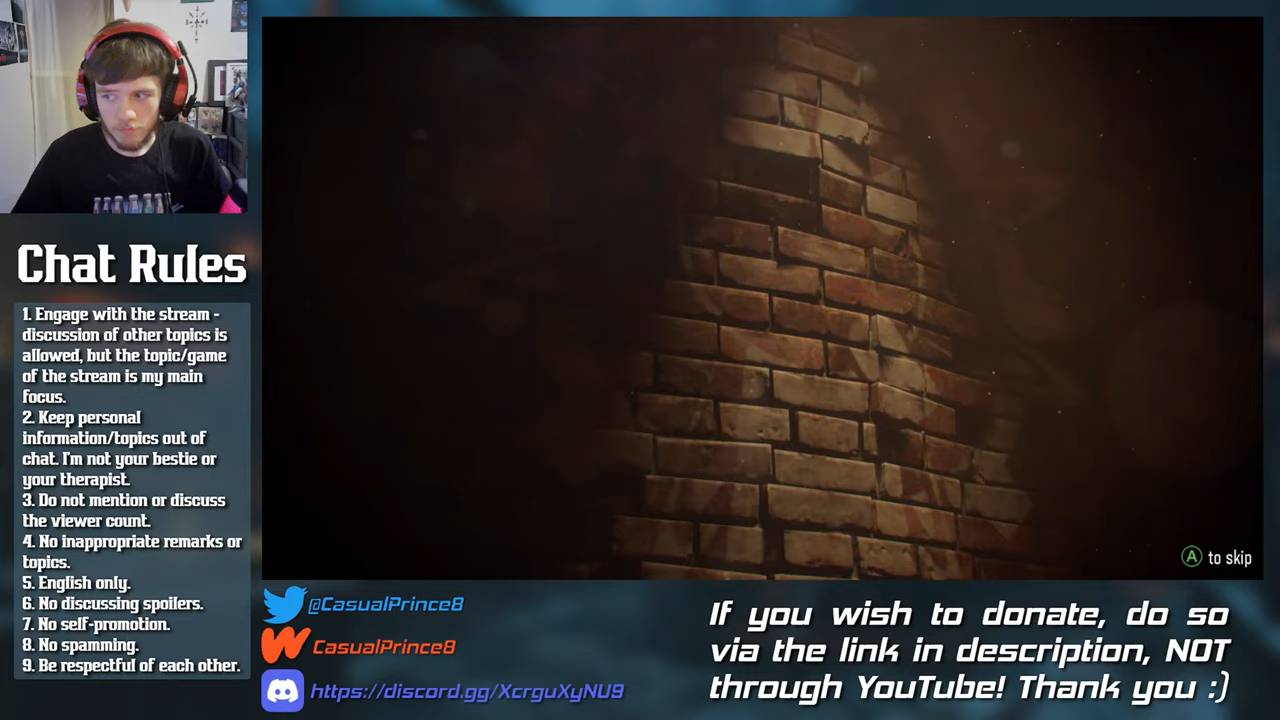 Chat Rules
1. Engage with the stream -
discussion of other topics is
allowed, but the topic/game
of the stream is my main
focus.
2. Keep personal
information/topics out of
chat. I'm not your bestie or
your therapist.
3. Do not mention or discuss
the viewer count.
4. No inappropriate remarks or
topics.
5. English only.
6. No discussing spoilers.
7. No self-promotion.
8. No spamming.
9. Be respectful of each other.
A to skip
@CasualPrince8
CasualPrince8
https://discord.gg/XcrguXyNU9
If you wish to donate, do so
via the link in description, NOT
through YouTube! Thank you :)